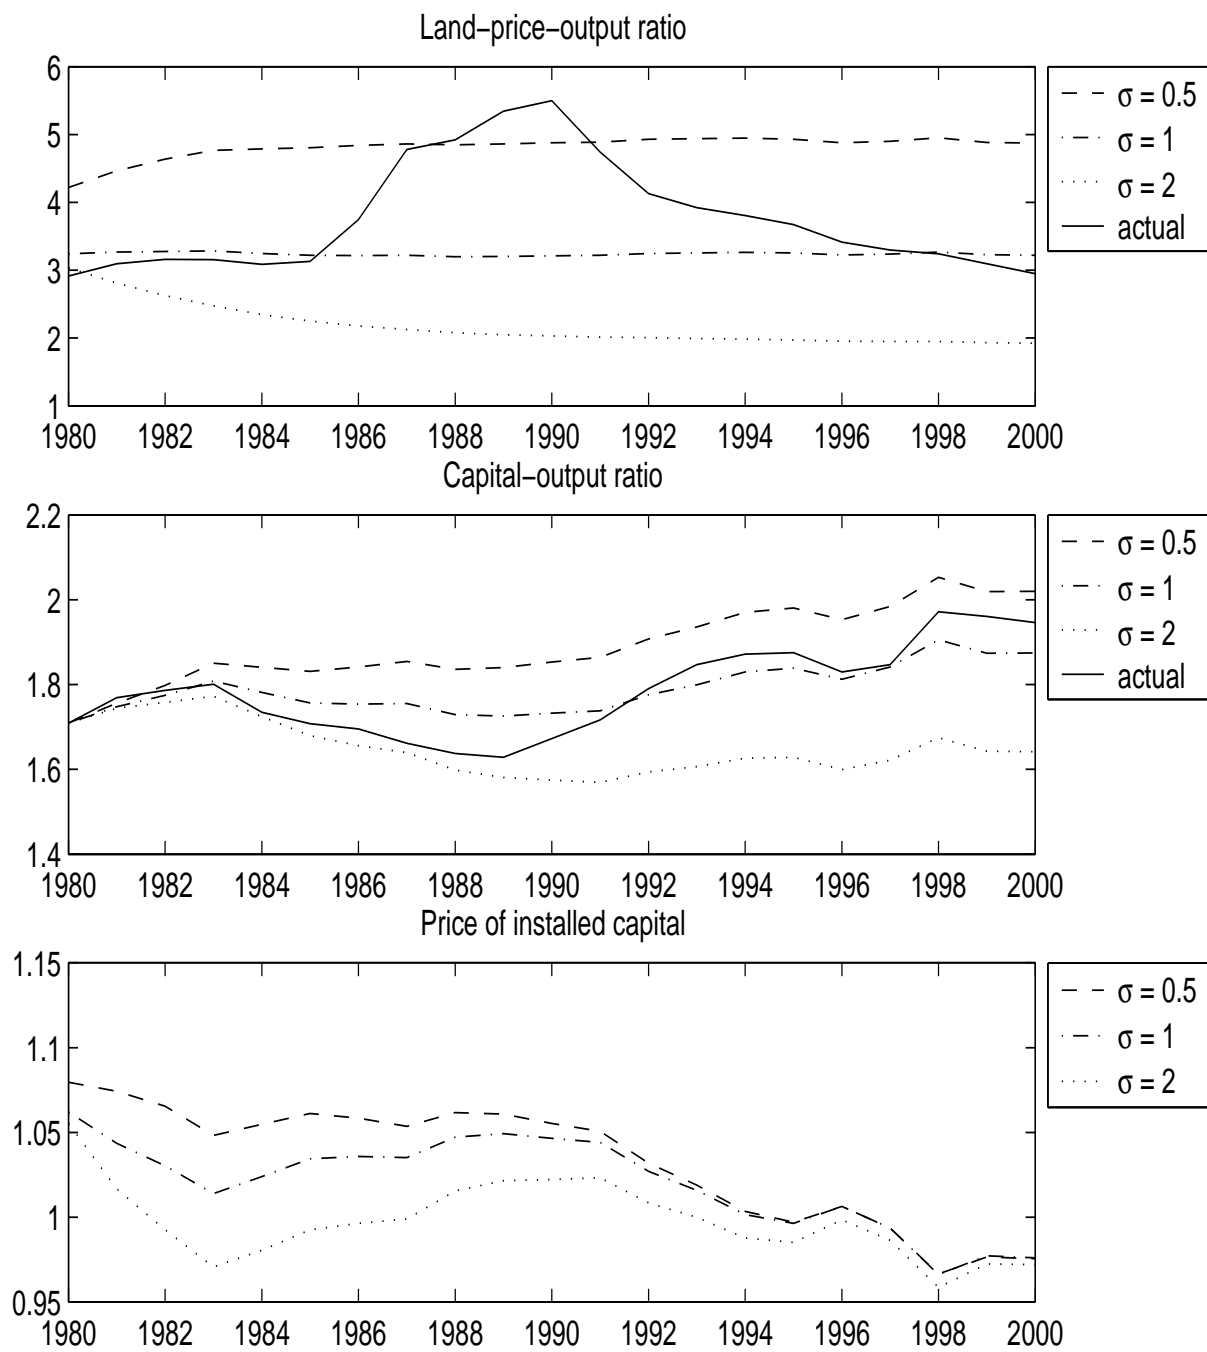 Land–price–output ratio
6
5
4
3
2
1
1980 1982 1984 1986 1988 1990 1992 1994 1996 1998 2000
σ = 0.5
σ = 1
σ = 2
actual
Capital–output ratio
2.2
2
1.8
1.6
1.4
1980 1982 1984 1986 1988 1990 1992 1994 1996 1998 2000
σ = 0.5
σ = 1
σ = 2
actual
Price of installed capital
1.15
1.1
1.05
1
0.95
1980 1982 1984 1986 1988 1990 1992 1994 1996 1998 2000
σ = 0.5
σ = 1
σ = 2